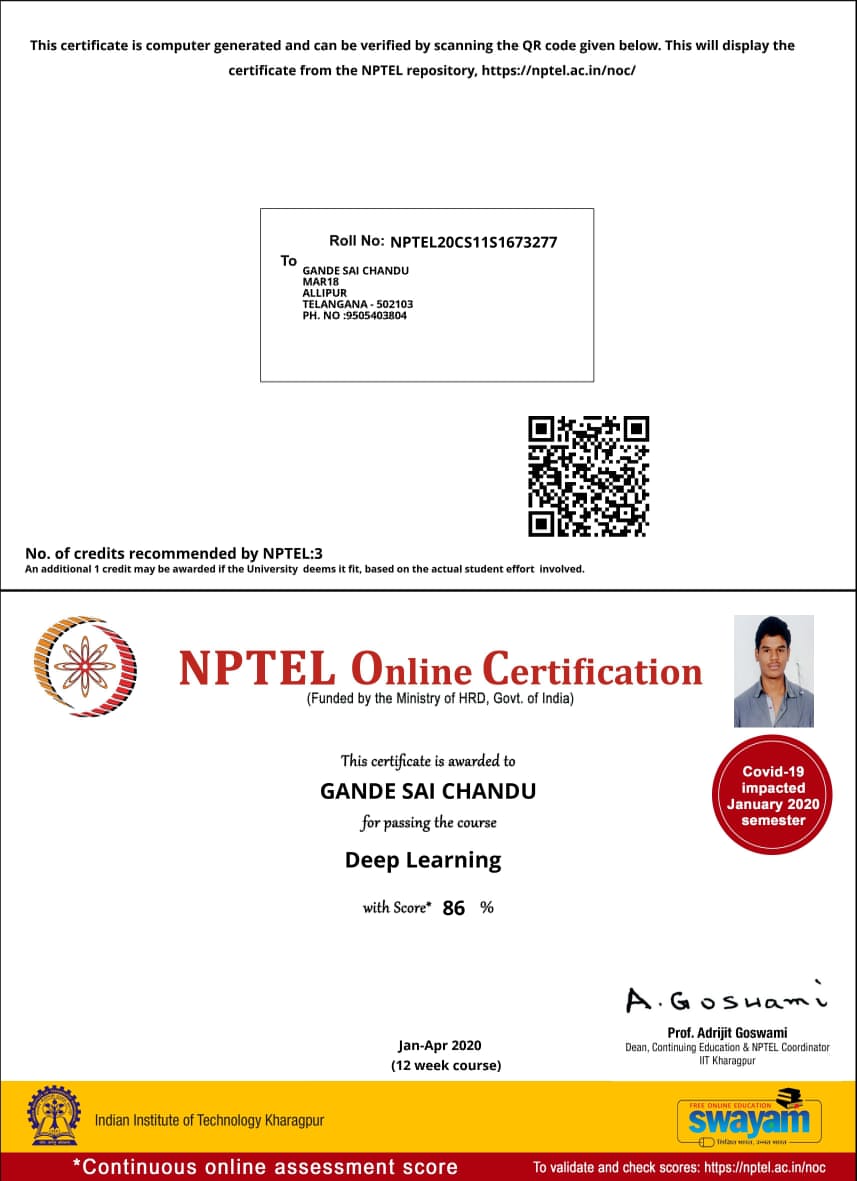 This certificate is computer generated and can be verified by scanning the QR code given below. This will display the
certificate from the NPTEL repository, https://nptel.ac.in/noc/
Roll No: NPTEL20CS11S1673277
To
GANDE SAI CHANDU
MAR18
ALLIPUR
TELANGANA - 502103
PH. NO :9505403804
No. of credits recommended by NPTEL:3
An additional 1 credit may be awarded if the University deems it fit, based on the actual student effort involved.
NPTEL Online Certification
(Funded by the Ministry of HRD, Govt. of India)
This certificate is awarded to
GANDE SAI CHANDU
for passing the course
Deep Learning
with Score* 86 %
Covid-19
impacted
January 2020
semester
A. Goswami
Prof. Adrijit Goswami
Dean, Continuing Education & NPTEL Coordinator
IIT Kharagpur
Jan-Apr 2020
(12 week course)
Indian Institute of Technology Kharagpur
FREE ONLINE EDUCATION
swayam
शिक्षित भारत, उन्नत भारत
*Continuous online assessment score
To validate and check scores: https://nptel.ac.in/noc